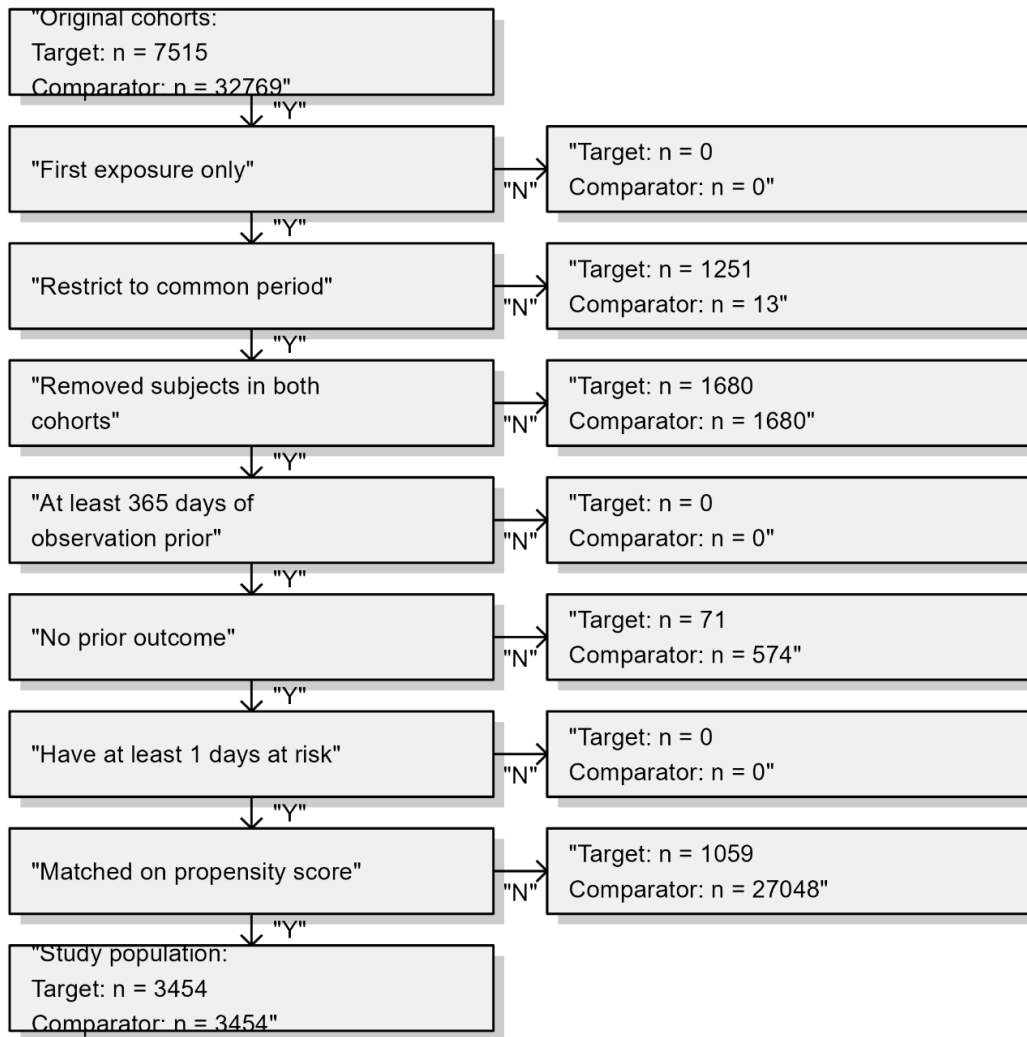 "Original cohorts:
Target: n = 7515
Comparator: n = 32769"
"Y"
"First exposure only"
"N"
"Target: n = 0
Comparator: n = 0"
"Y"
"Restrict to common period"
"N"
"Target: n = 1251
Comparator: n = 13"
"Y"
"Removed subjects in both
cohorts"
"N"
"Target: n = 1680
Comparator: n = 1680"
"Y"
"At least 365 days of
observation prior"
"N"
"Target: n = 0
Comparator: n = 0"
"Y"
"No prior outcome"
"N"
"Target: n = 71
Comparator: n = 574"
"Y"
"Have at least 1 days at risk"
"N"
"Target: n = 0
Comparator: n = 0"
"Y"
"Matched on propensity score"
"N"
"Target: n = 1059
Comparator: n = 27048"
"Y"
"Study population:
Target: n = 3454
Comparator: n = 3454"